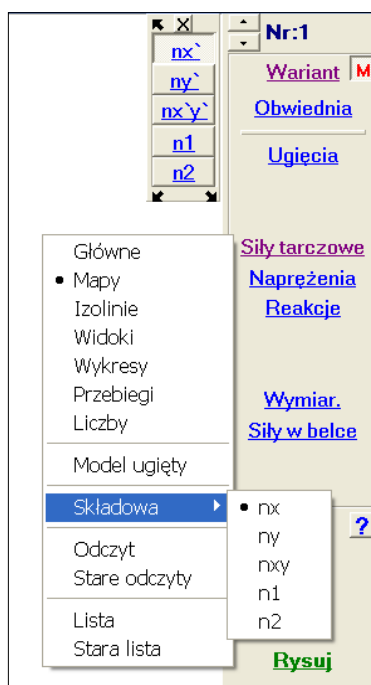 X
nx`
ny`
nx`y`
n1
n2
Nr:1
Wariant M
Obwiednia
Ugięcia
Siły tarczowe
Naprężenia
Reakcje
Wymiar.
Siły w belce
?
Rysuj
Główne
Mapy
Izolinie
Widoki
Wykresy
Przebiegi
Liczby
Model ugięty
Składowa
Odczyt
Stare odczyty
Lista
Stara lista
nx
ny
nxy
n1
n2